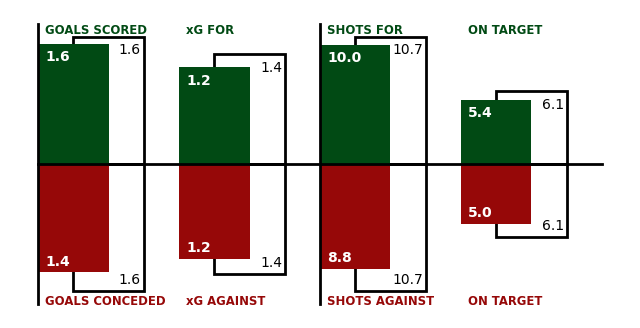 GOALS SCORED xG FOR SHOTS FOR ON TARGET
1.6 1.6 1.2 1.4 10.0 10.7 5.4 6.1
1.4 1.6 1.2 1.4 8.8 10.7 5.0 6.1
GOALS CONCEDED xG AGAINST SHOTS AGAINST ON TARGET